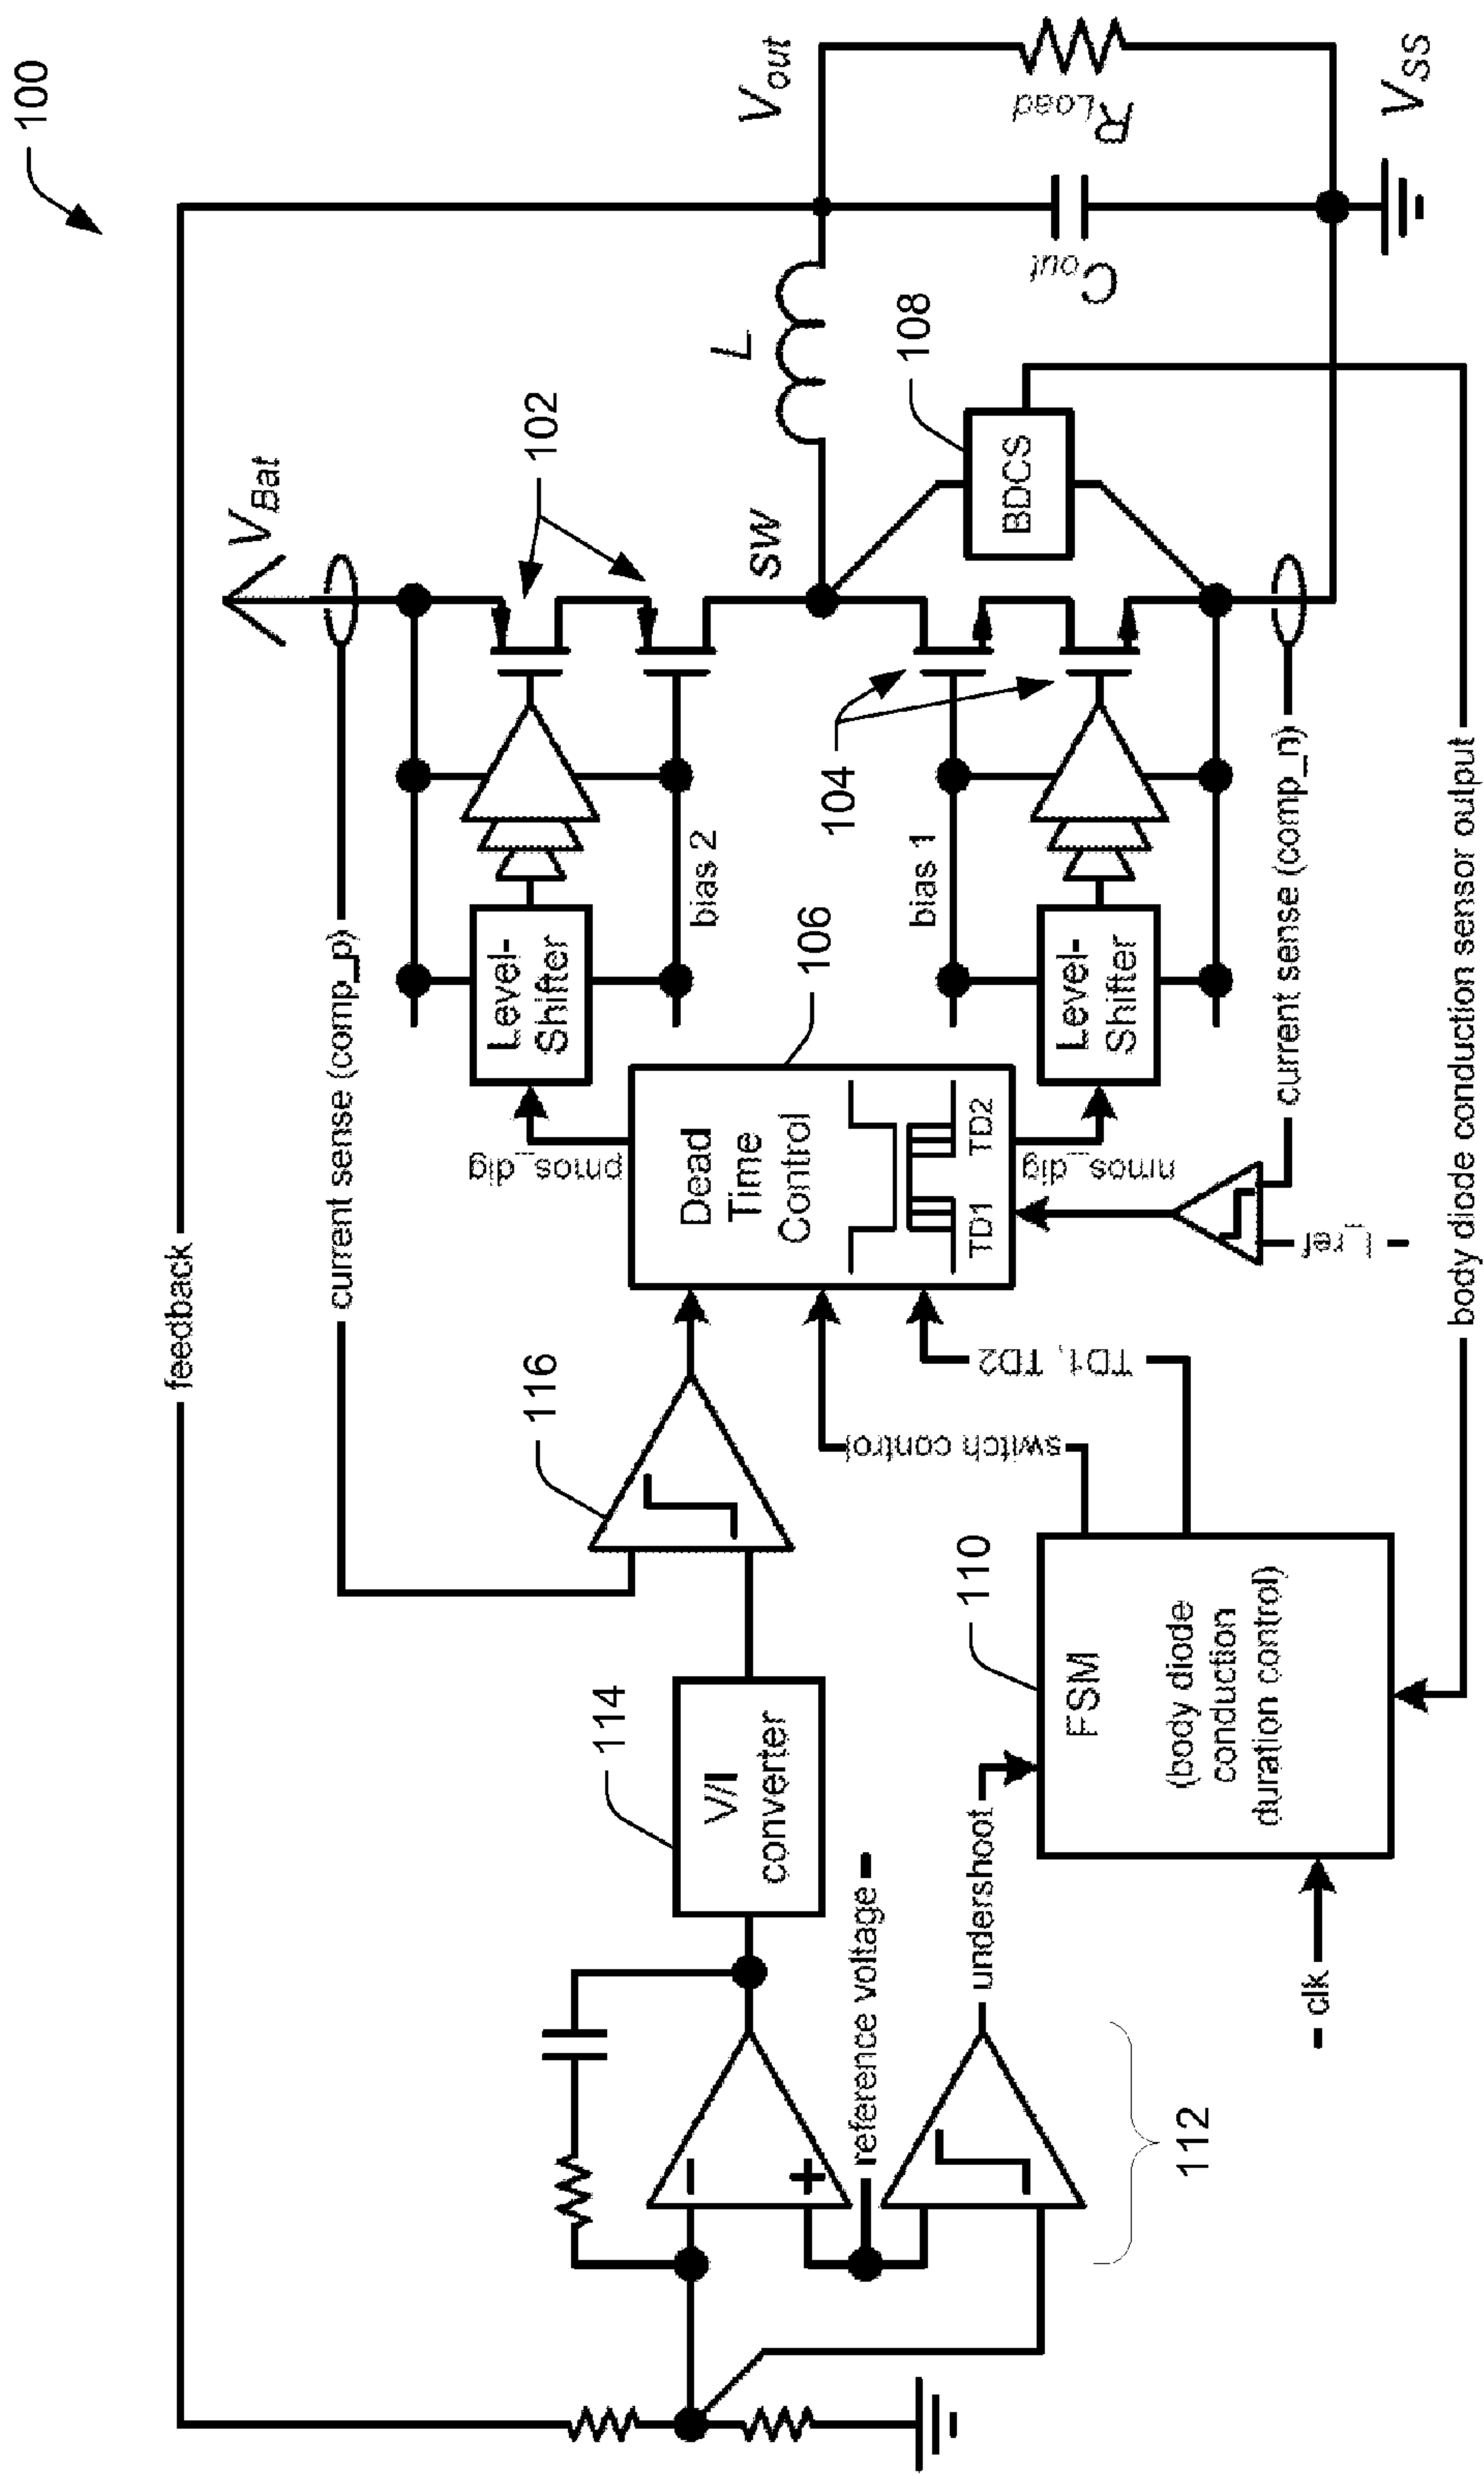 100
feedback
V_Bat
current sense (comp_p)
102
Level-
Shifter
bias 2
SW
L
V_out
116
pmos_dig
Dead
Time
Control
TD1
TD2
106
104
bias 1
108
BDCS
C_out
R_Load
V_SS
114
V/I
converter
switch control
TD1, TD2
nmos_dig
Level-
Shifter
current sense (comp_n)
I_ref
reference voltage
undershoot
110
FSM
(body diode
conduction
duration control)
112
clk
body diode conduction sensor output
-
+